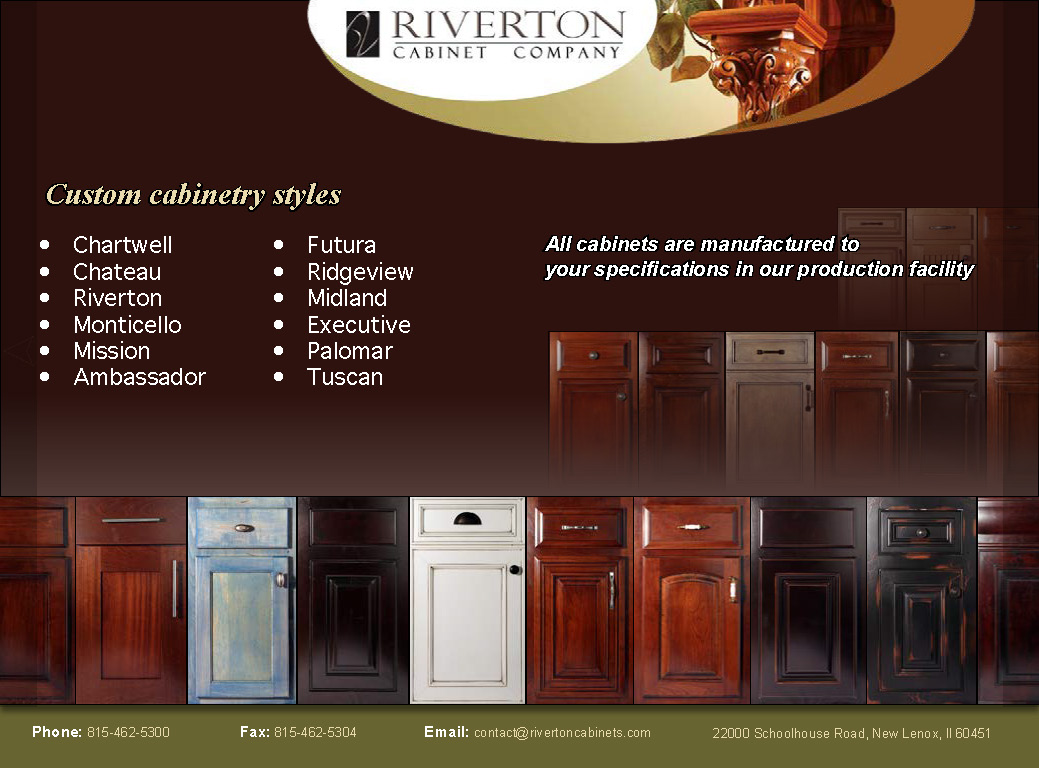 RIVERTON
CABINET COMPANY
Custom cabinetry styles
• Chartwell
• Chateau
• Riverton
• Monticello
• Mission
• Ambassador
• Futura
• Ridgeview
• Midland
• Executive
• Palomar
• Tuscan
All cabinets are manufactured to
your specifications in our production facility
Phone: 815-462-5300 Fax: 815-462-5304 Email: contact@rivertoncabinets.com 22000 Schoolhouse Road, New Lenox, Il 60451